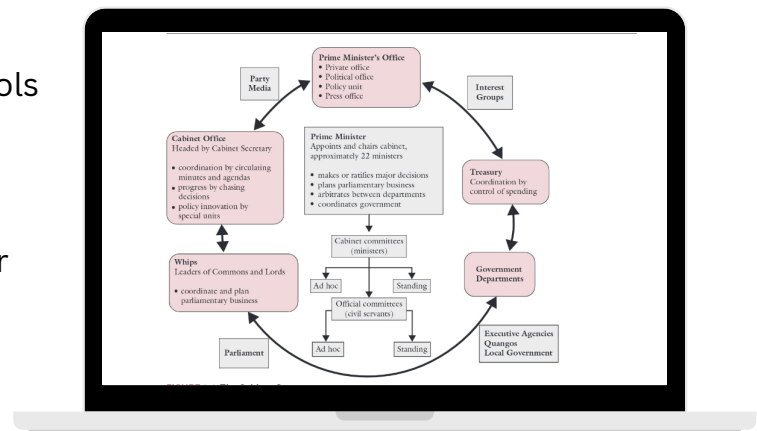 ols
r
Prime Minister's Office
• Private office
• Political office
• Policy unit
• Press office
Party
Media
Interest
Groups
Cabinet Office
Headed by Cabinet Secretary
• coordination by circulating
minutes and agendas
• progress by chasing
decisions
• policy innovation by
special units
Prime Minister
Appoints and chairs cabinet,
approximately 22 ministers
• makes or ratifies major decisions
• plans parliamentary business
• arbitrates between departments
• coordinates government
Treasury
Coordination by
control of spending
Cabinet committees
(ministers)
Ad hoc
Standing
Whips
Leaders of Commons and Lords
• coordinate and plan
parliamentary business
Government
Departments
Official committees
(civil servants)
Ad hoc
Standing
Parliament
Executive Agencies
Quangos
Local Government